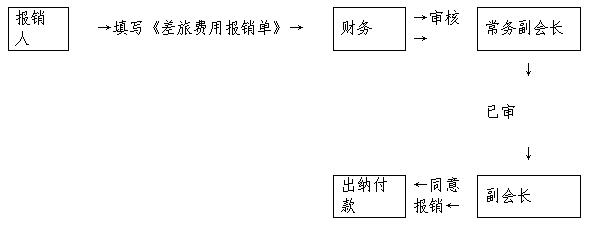 报销人
→填写《差旅费用报销单》→
财务
→审核→
常务副会长
↓
已审
↓
副会长
←同意报销←
出纳付款